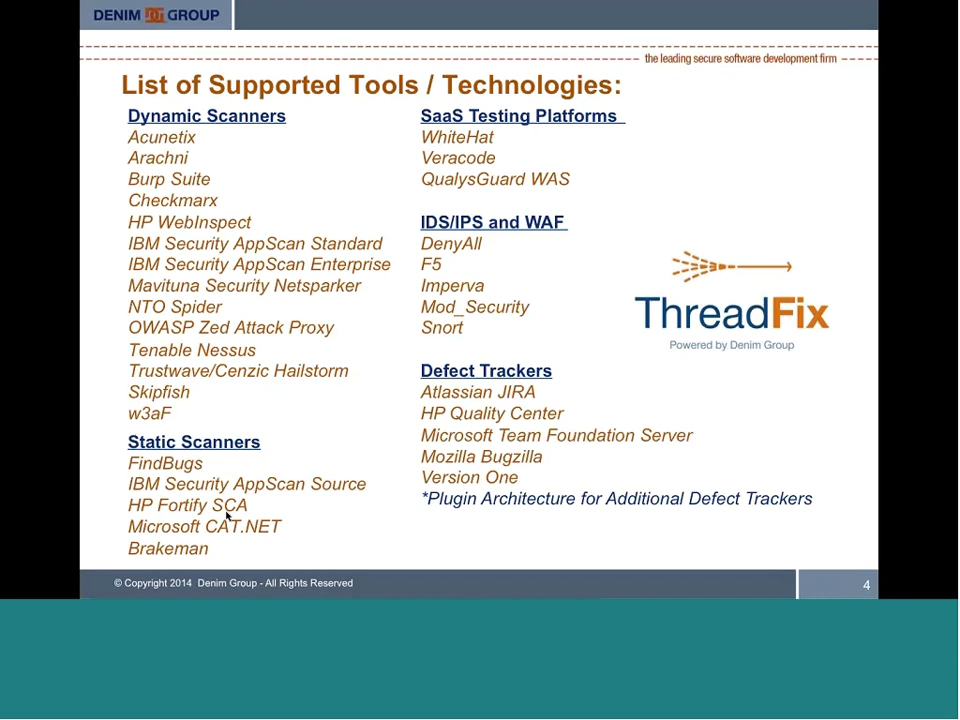 DENIM GROUP
the leading secure software development firm
List of Supported Tools / Technologies:
Dynamic Scanners
Acunetix
Arachni
Burp Suite
Checkmarx
HP WebInspect
IBM Security AppScan Standard
IBM Security AppScan Enterprise
Mavituna Security Netsparker
NTO Spider
OWASP Zed Attack Proxy
Tenable Nessus
Trustwave/Cenzic Hailstorm
Skipfish
w3aF
Static Scanners
FindBugs
IBM Security AppScan Source
HP Fortify SCA
Microsoft CAT.NET
Brakeman
SaaS Testing Platforms
WhiteHat
Veracode
QualysGuard WAS
IDS/IPS and WAF
DenyAll
F5
Imperva
Mod_Security
Snort
Defect Trackers
Atlassian JIRA
HP Quality Center
Microsoft Team Foundation Server
Mozilla Bugzilla
Version One
*Plugin Architecture for Additional Defect Trackers
ThreadFix
Powered by Denim Group
© Copyright 2014 Denim Group - All Rights Reserved
4